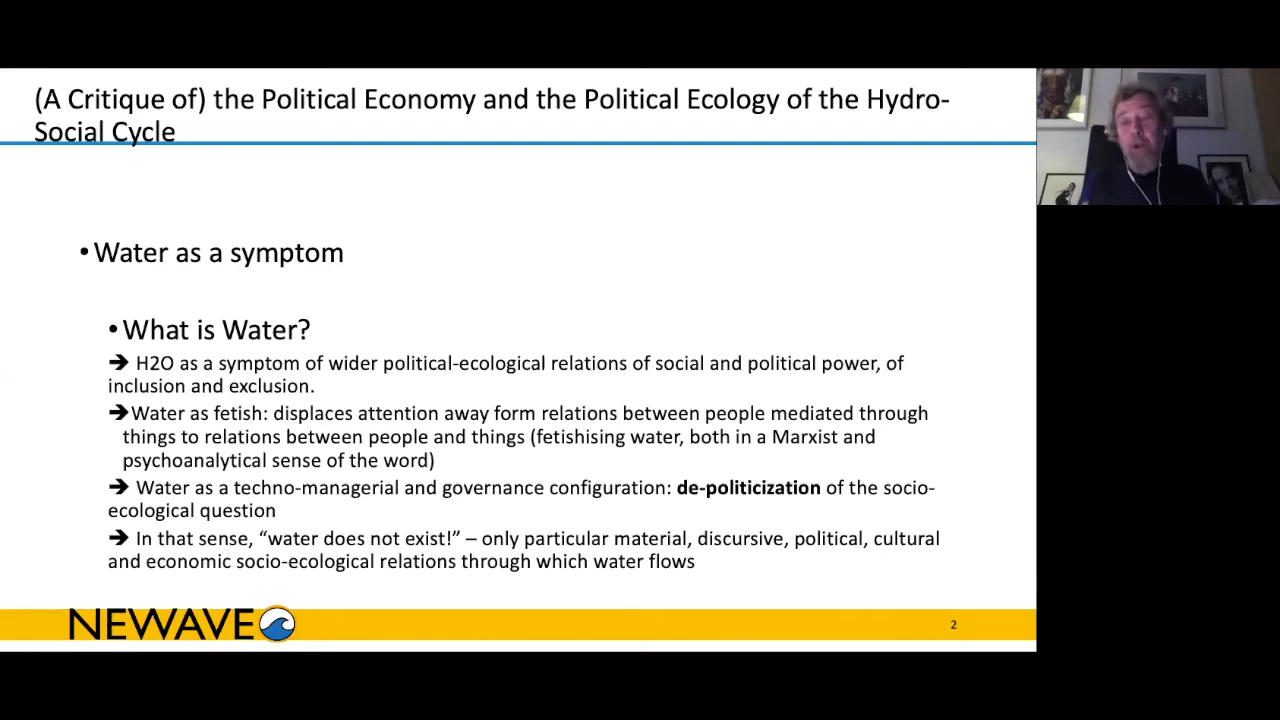 (A Critique of) the Political Economy and the Political Ecology of the Hydro-
Social Cycle
•Water as a symptom
•What is Water?
➔ H2O as a symptom of wider political-ecological relations of social and political power, of
inclusion and exclusion.
➔Water as fetish: displaces attention away form relations between people mediated through
things to relations between people and things (fetishising water, both in a Marxist and
psychoanalytical sense of the word)
➔ Water as a techno-managerial and governance configuration: de-politicization of the socio-
ecological question
➔ In that sense, “water does not exist!” – only particular material, discursive, political, cultural
and economic socio-ecological relations through which water flows
NEWAVE
2